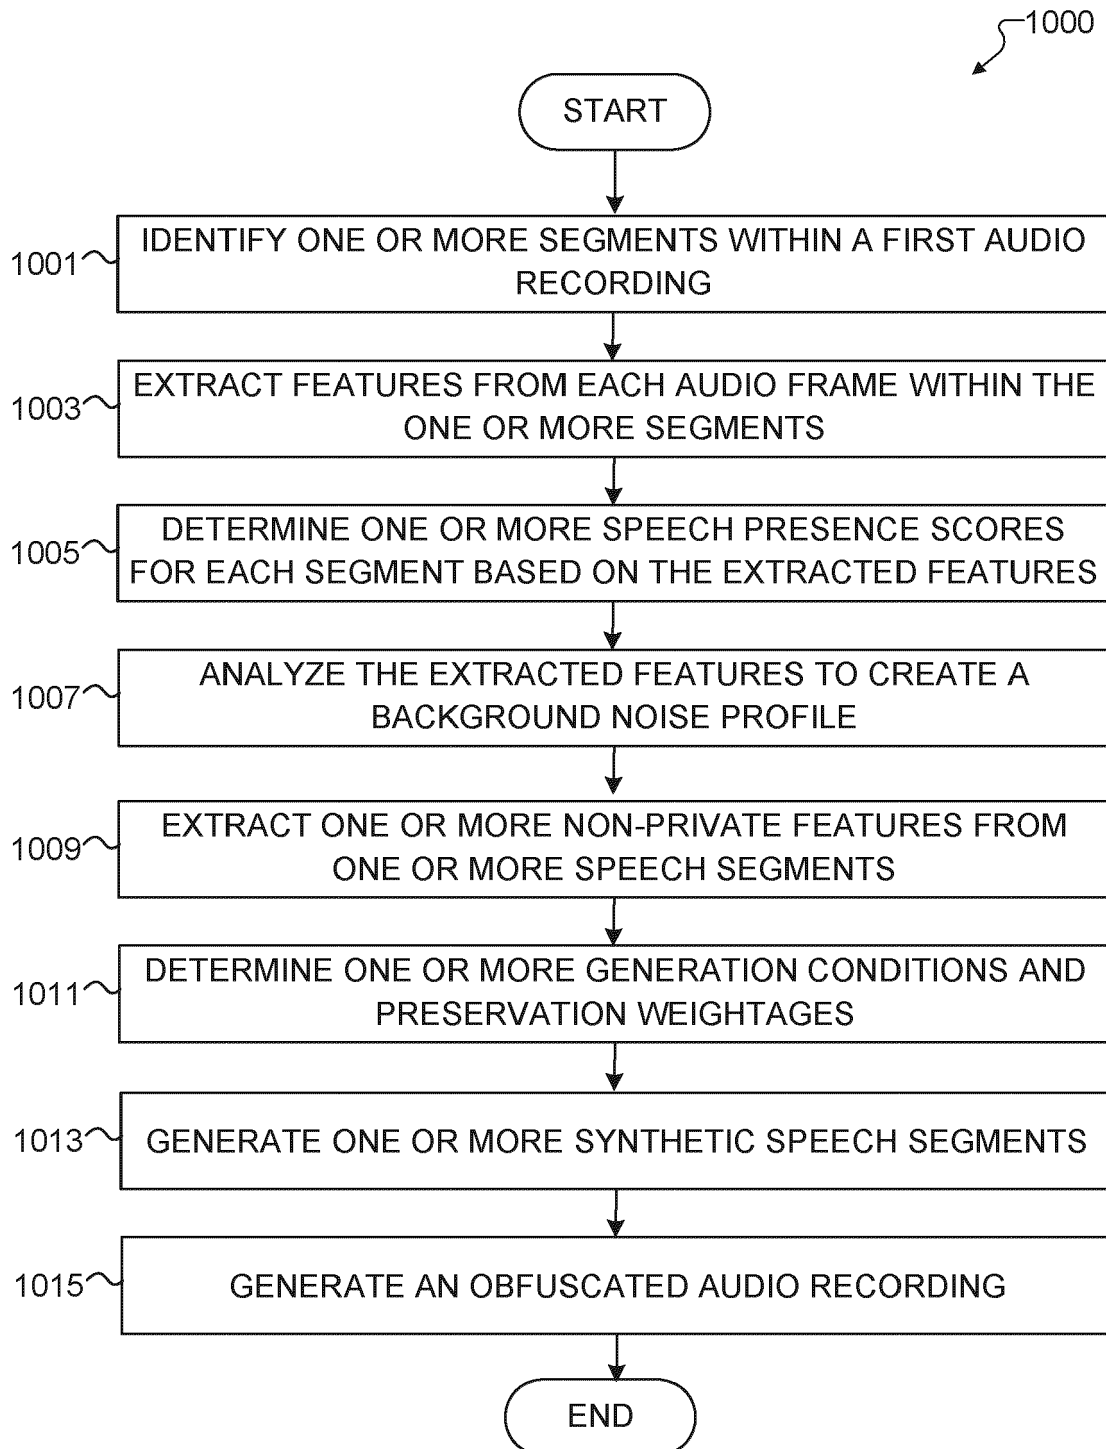 1000
START
1001
IDENTIFY ONE OR MORE SEGMENTS WITHIN A FIRST AUDIO
RECORDING
1003
EXTRACT FEATURES FROM EACH AUDIO FRAME WITHIN THE
ONE OR MORE SEGMENTS
1005
DETERMINE ONE OR MORE SPEECH PRESENCE SCORES
FOR EACH SEGMENT BASED ON THE EXTRACTED FEATURES
1007
ANALYZE THE EXTRACTED FEATURES TO CREATE A
BACKGROUND NOISE PROFILE
1009
EXTRACT ONE OR MORE NON-PRIVATE FEATURES FROM
ONE OR MORE SPEECH SEGMENTS
1011
DETERMINE ONE OR MORE GENERATION CONDITIONS AND
PRESERVATION WEIGHTAGES
1013
GENERATE ONE OR MORE SYNTHETIC SPEECH SEGMENTS
1015
GENERATE AN OBFUSCATED AUDIO RECORDING
END